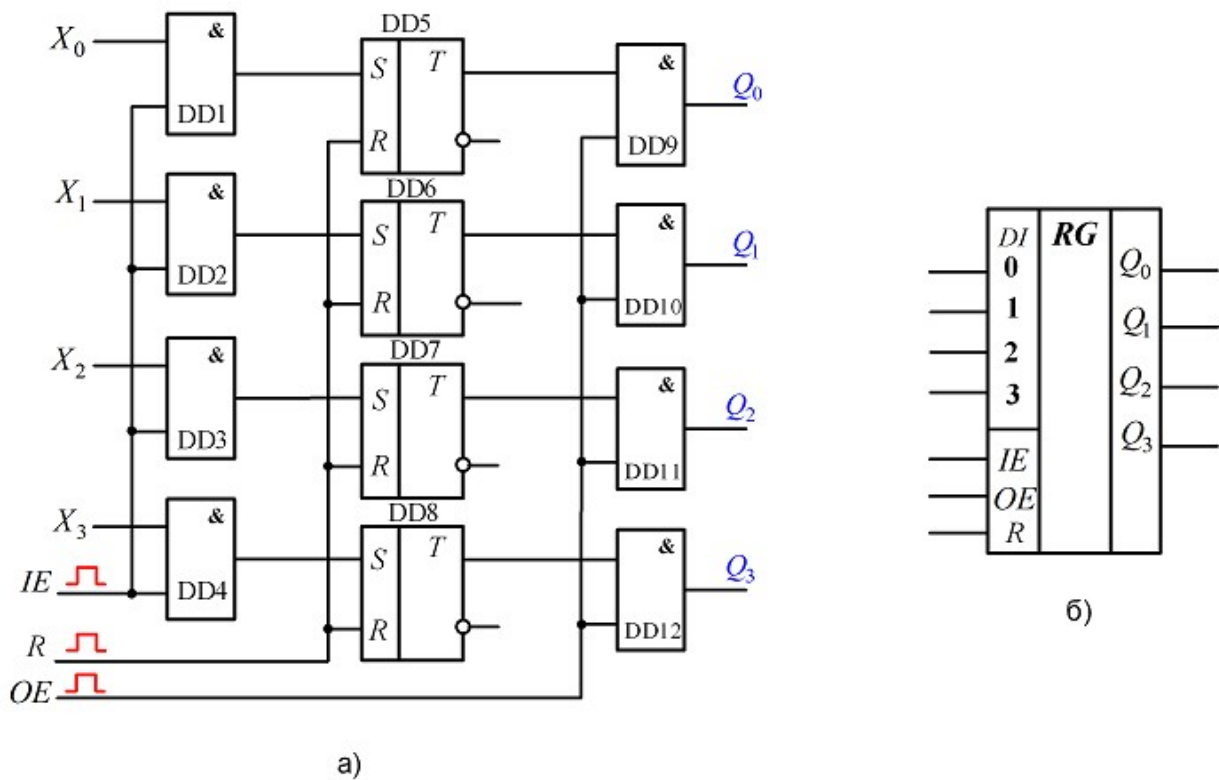 X0 & DD1
DD5 S T R
& DD9 Q0
X1 & DD2
DD6 S T R
& DD10 Q1
X2 & DD3
DD7 S T R
& DD11 Q2
X3 & DD4
DD8 S T R
& DD12 Q3
IE
R
OE
а)
DI RG
0 Q0
1 Q1
2 Q2
3 Q3
IE
OE
R
б)